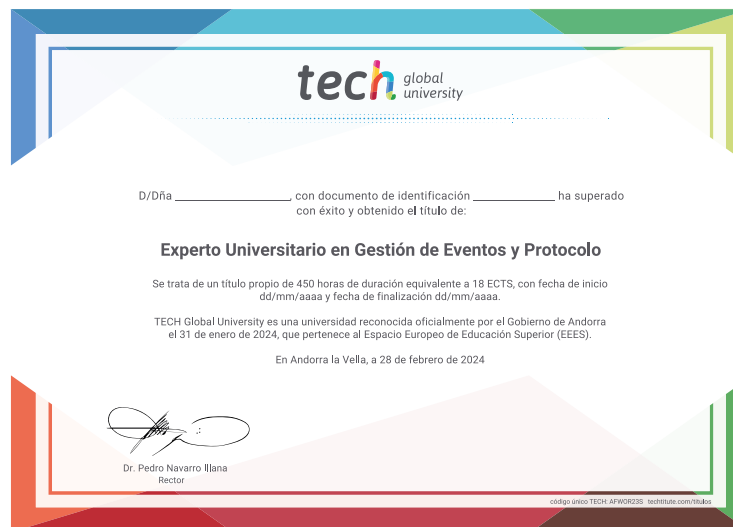 tech global university
D/Dña ________________, con documento de identificación ____________ ha superado
con éxito y obtenido el título de:
Experto Universitario en Gestión de Eventos y Protocolo
Se trata de un título propio de 450 horas de duración equivalente a 18 ECTS, con fecha de inicio
dd/mm/aaaa y fecha de finalización dd/mm/aaaa.
TECH Global University es una universidad reconocida oficialmente por el Gobierno de Andorra
el 31 de enero de 2024, que pertenece al Espacio Europeo de Educación Superior (EEES).
En Andorra la Vella, a 28 de febrero de 2024
Dr. Pedro Navarro Illana
Rector
código único TECH: AFWOR23S techtitute.com/titulos